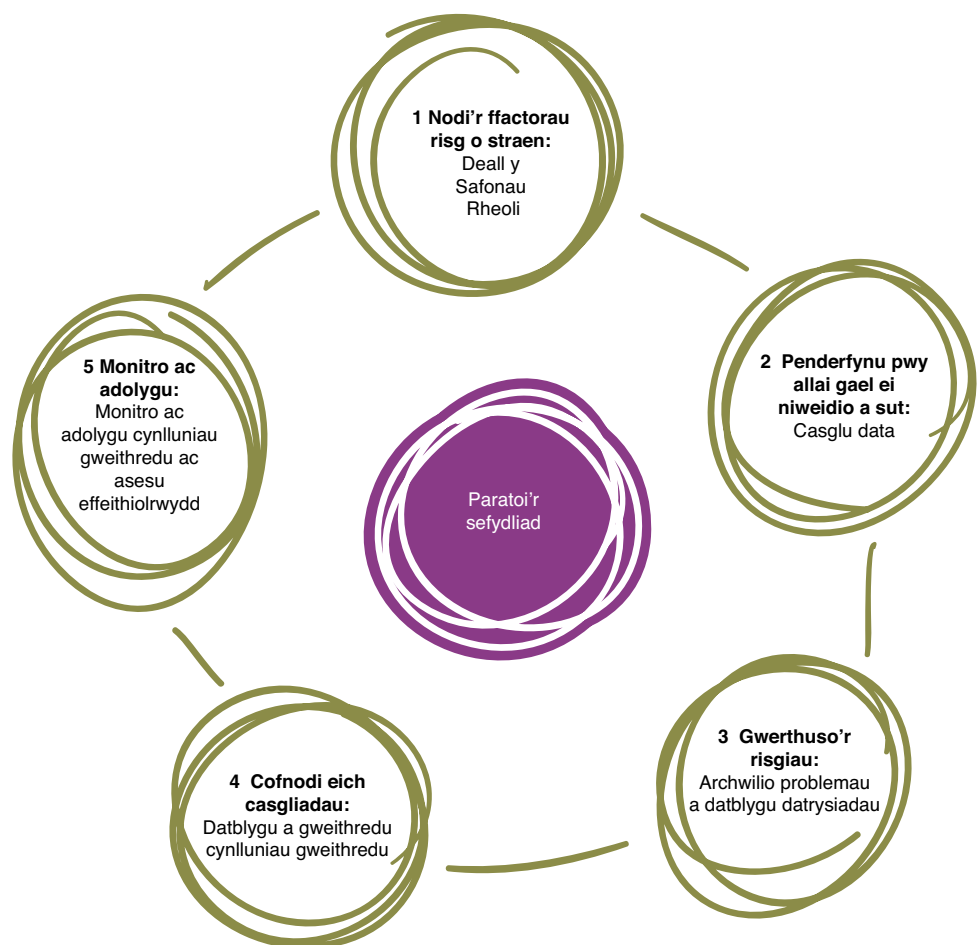 1 Nodi'r ffactorau
risg o straen:
Deall y
Safonau
Rheoli
2 Penderfynu pwy
allai gael ei
niweidio a sut:
Casglu data
3 Gwerthuso'r
risgiau:
Archwilio problemau
a datblygu datrysiadau
4 Cofnodi eich
casgliadau:
Datblygu a gweithredu
cynlluniau gweithredu
5 Monitro ac
adolygu:
Monitro ac
adolygu cynlluniau
gweithredu ac
asesu
effeithiolrwydd
Paratoi'r
sefydliad